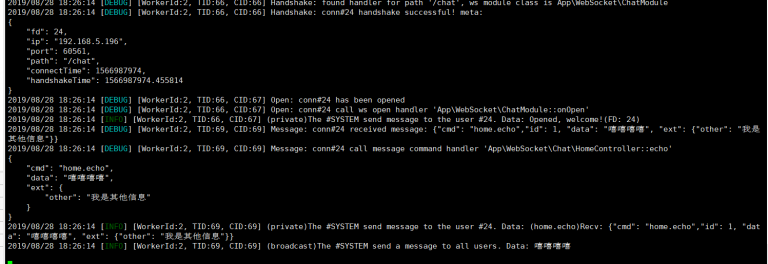 2019/08/28 18:26:14 [DEBUG] [WorkerId:2, TID:66, CID:66] Handshake: found handler for path '/chat', ws module class is App\WebSocket\ChatModule
2019/08/28 18:26:14 [DEBUG] [WorkerId:2, TID:66, CID:66] Handshake: conn#24 handshake successful! meta:
{
    "fd": 24,
    "ip": "192.168.5.196",
    "port": 60561,
    "path": "/chat",
    "connectTime": 1566987974,
    "handshakeTime": 1566987974.455814
}
2019/08/28 18:26:14 [DEBUG] [WorkerId:2, TID:66, CID:67] Open: conn#24 has been opened
2019/08/28 18:26:14 [DEBUG] [WorkerId:2, TID:66, CID:67] Open: conn#24 call ws open handler 'App\WebSocket\ChatModule::onOpen'
2019/08/28 18:26:14 [INFO] [WorkerId:2, TID:66, CID:67] (private)The #SYSTEM send message to the user #24. Data: Opened, welcome!(FD: 24)
2019/08/28 18:26:14 [DEBUG] [WorkerId:2, TID:69, CID:69] Message: conn#24 received message: {"cmd": "home.echo","id": 1, "data": "嘻嘻嘻嘻", "ext": {"other": "我是
其他信息"}}
2019/08/28 18:26:14 [DEBUG] [WorkerId:2, TID:69, CID:69] Message: conn#24 call message command handler 'App\WebSocket\Chat\HomeController::echo'
{
    "cmd": "home.echo",
    "data": "嘻嘻嘻嘻",
    "ext": {
        "other": "我是其他信息"
    }
}
2019/08/28 18:26:14 [INFO] [WorkerId:2, TID:69, CID:69] (private)The #SYSTEM send message to the user #24. Data: (home.echo)Recv: {"cmd": "home.echo","id": 1, "dat
a": "嘻嘻嘻嘻", "ext": {"other": "我是其他信息"}}
2019/08/28 18:26:14 [INFO] [WorkerId:2, TID:69, CID:69] (broadcast)The #SYSTEM send a message to all users. Data: 嘻嘻嘻嘻